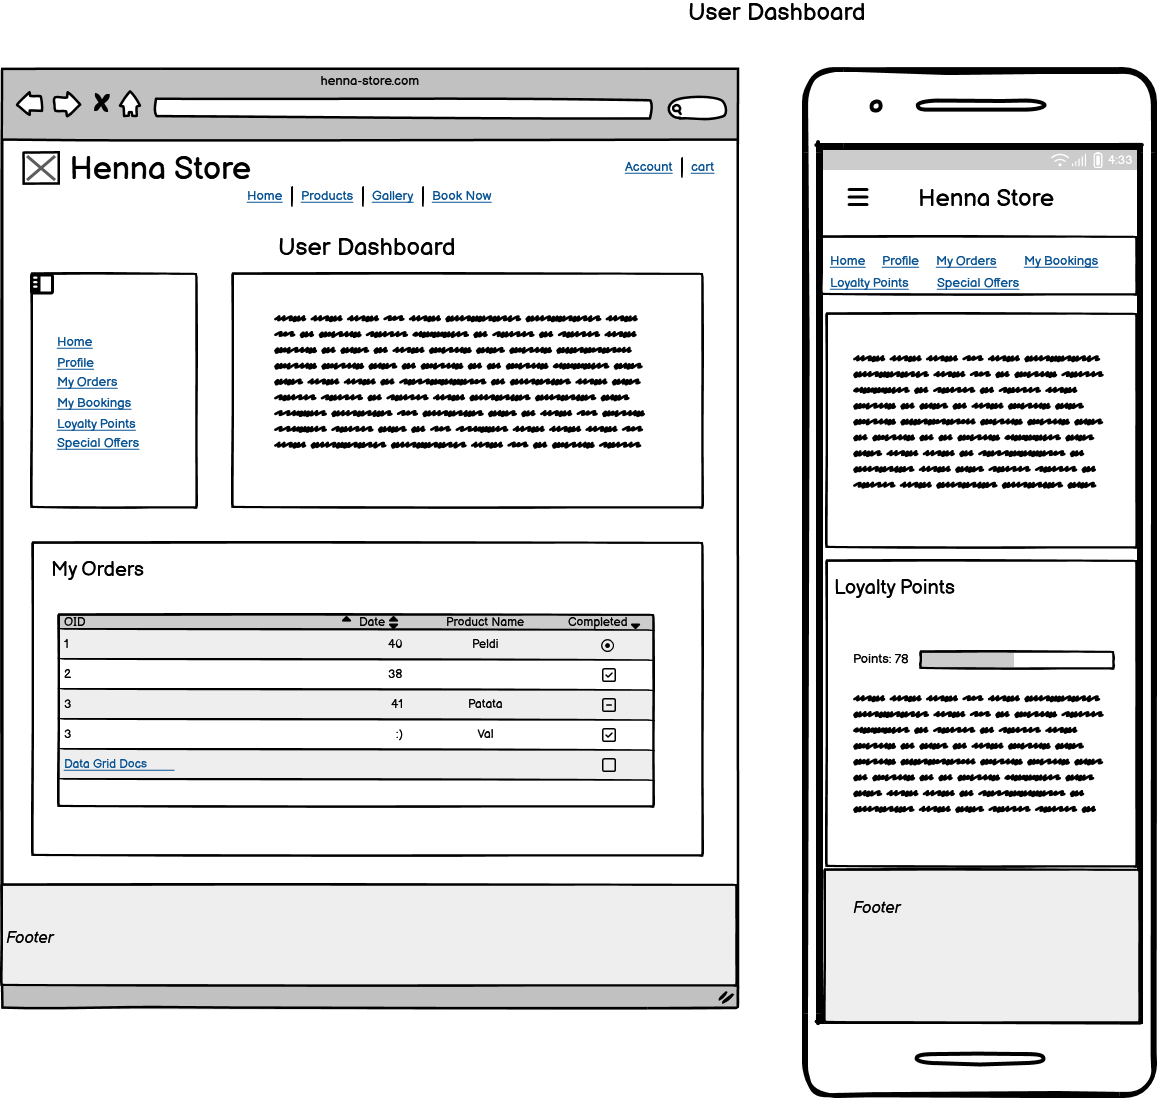 User Dashboard
henna-store.com
Henna Store
Account | cart
Home | Products | Gallery | Book Now
User Dashboard
Home
Profile
My Orders
My Bookings
Loyalty Points
Special Offers
My Orders
OID Date Product Name Completed
1 40 Peldi
2 38
3 41 Patata
3 :) Val
Data Grid Docs
Footer
4:33
Henna Store
Home Profile My Orders My Bookings
Loyalty Points Special Offers
Loyalty Points
Points: 78
Footer